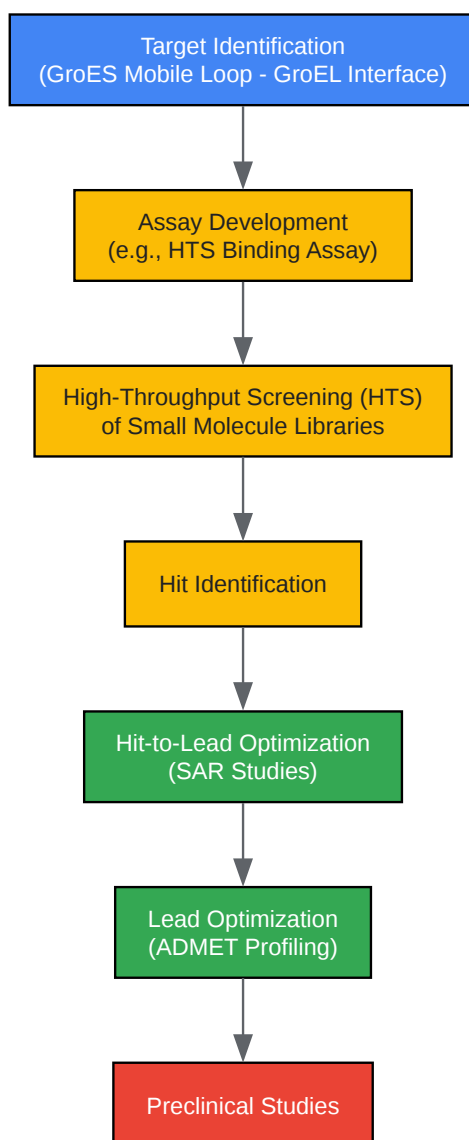 Target Identification
(GroES Mobile Loop - GroEL Interface)
Assay Development
(e.g., HTS Binding Assay)
High-Throughput Screening (HTS)
of Small Molecule Libraries
Hit Identification
Hit-to-Lead Optimization
(SAR Studies)
Lead Optimization
(ADMET Profiling)
Preclinical Studies